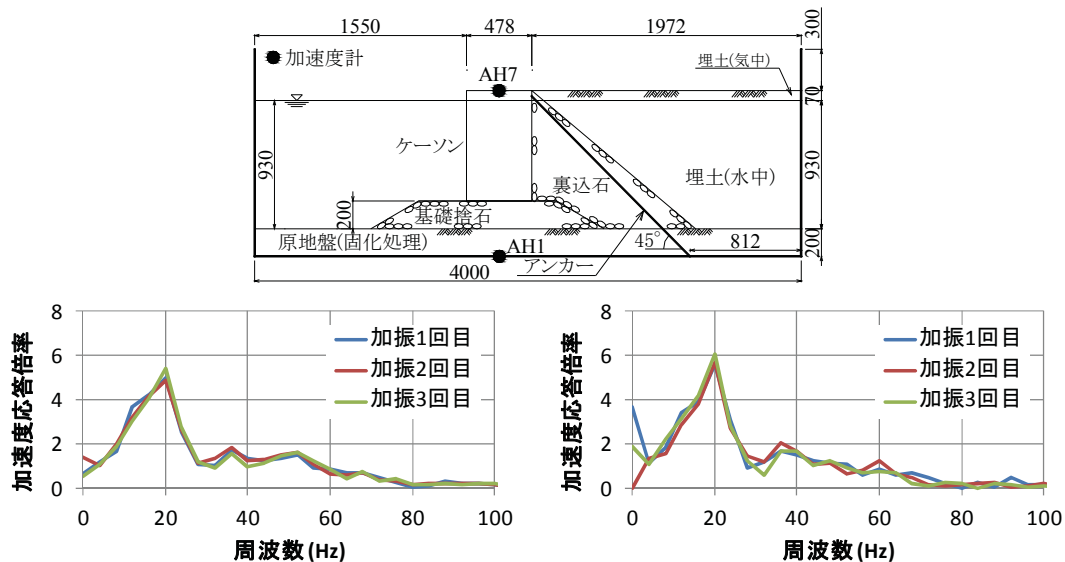 1550
478
1972
300
加速度計
AH7
埋土(気中)
70
ケーソン
930
裏込石
埋土(水中)
930
200
基礎捨石
原地盤(固化処理)
AH1
アンカー
45°
812
200
4000
加速度応答倍率
8
6
4
2
0
0 20 40 60 80 100
周波数(Hz)
加振1回目
加振2回目
加振3回目
加速度応答倍率
8
6
4
2
0
0 20 40 60 80 100
周波数(Hz)
加振1回目
加振2回目
加振3回目